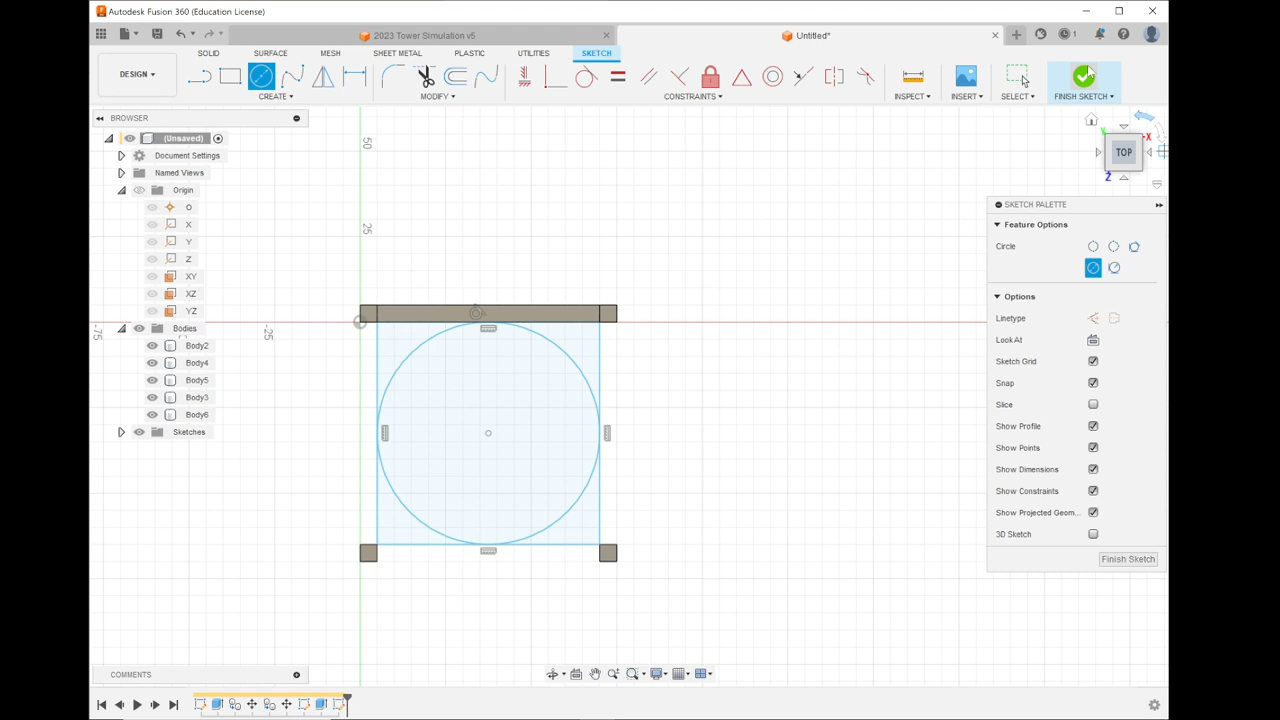 Autodesk Fusion 360 (Education License)
2023 Tower Simulation v5
Untitled*
1
DESIGN
SOLID SURFACE MESH SHEET METAL PLASTIC UTILITIES SKETCH
CREATE MODIFY CONSTRAINTS INSPECT INSERT SELECT FINISH SKETCH
BROWSER
(Unsaved)
Document Settings
Named Views
Origin
O
X
Y
Z
XY
XZ
YZ
Bodies
Body2
Body4
Body5
Body3
Body6
Sketches
50
25
-25
-75
TOP
Y
-X
Z
SKETCH PALETTE
Feature Options
Circle
Options
Linetype
Look At
Sketch Grid
Snap
Slice
Show Profile
Show Points
Show Dimensions
Show Constraints
Show Projected Geom...
3D Sketch
Finish Sketch
COMMENTS